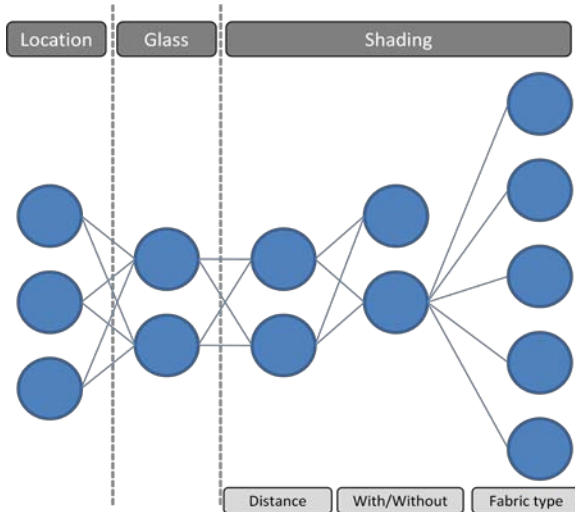 Location
Glass
Shading
Distance
With/Without
Fabric type